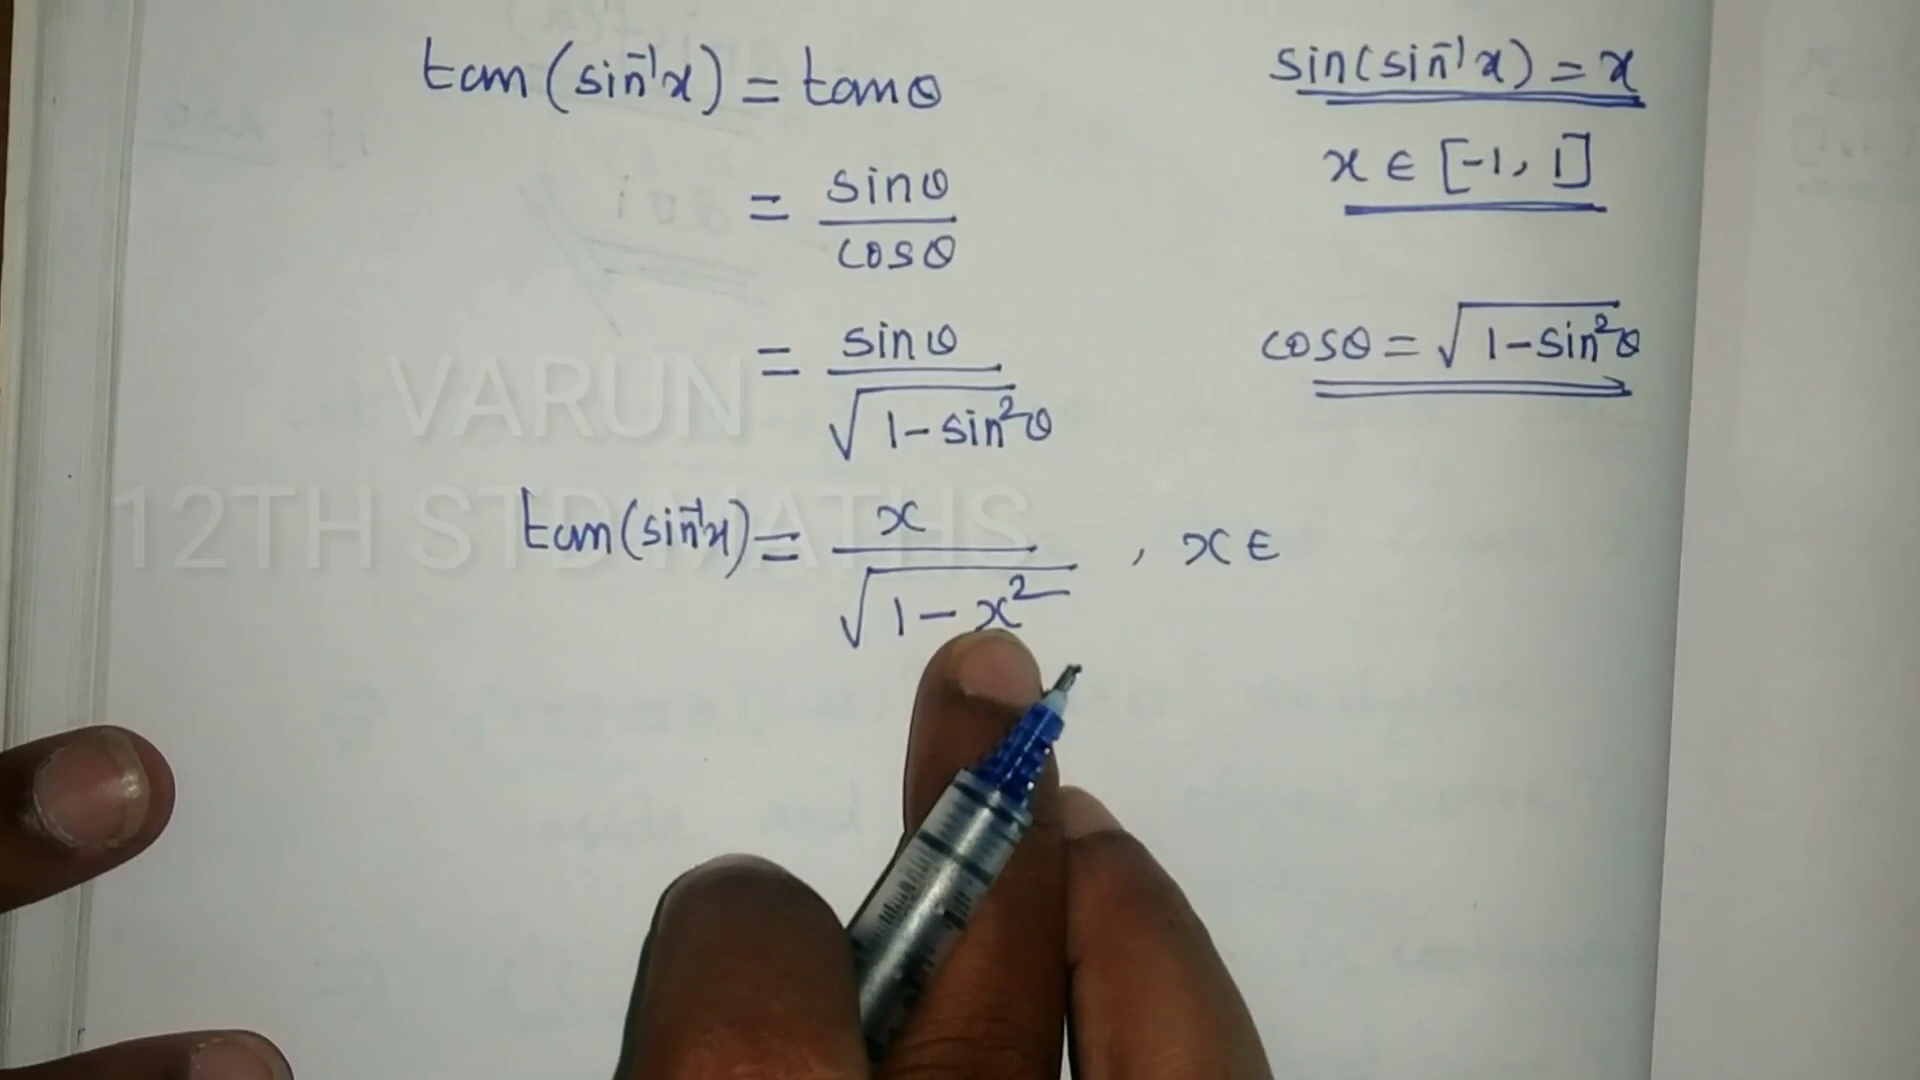 tan(sin⁻¹x) = tanθ
= sinθ/cosθ
= sinθ/√(1-sin²θ)
tan(sin⁻¹x) = x/√(1-x²) , x ∈
sin(sin⁻¹x) = x
x ∈ [-1, 1]
cosθ = √(1-sin²θ)
VARUN
12TH STD MATHS